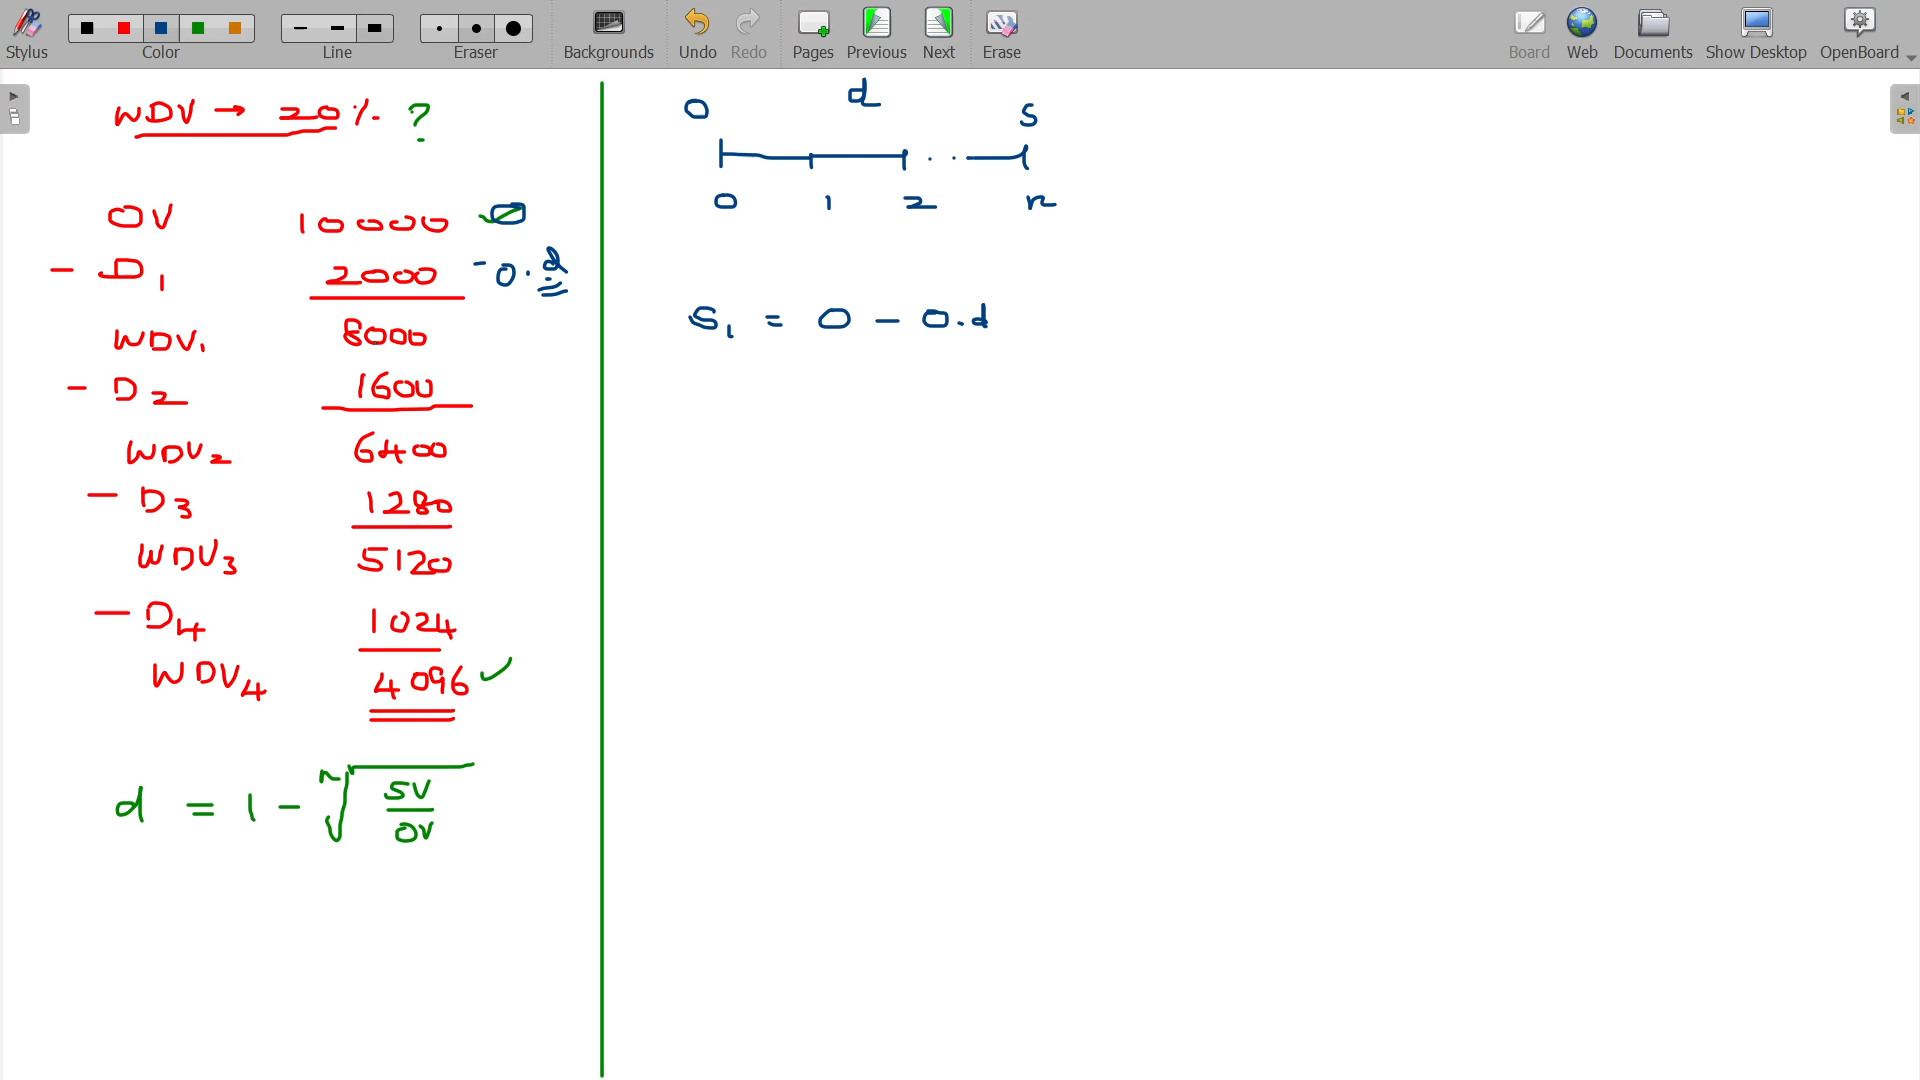 Stylus Color Line Eraser Backgrounds Undo Redo Pages Previous Next Erase Board Web Documents Show Desktop OpenBoard
WDV → 20% ?
OV 10000 O
- D1 2000 - O.d
WDV1 8000
- D2 1600
WDV2 6400
- D3 1280
WDV3 5120
- D4 1024
WDV4 4096 ✓
d = 1 - ⁿ√(SV/OV)
O d S
0 1 2 n
S1 = O - O.d